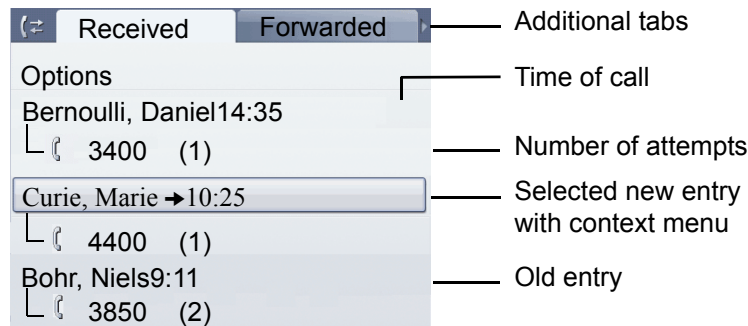 Received Forwarded Additional tabs
Options Time of call
Bernoulli, Daniel14:35
3400 (1) Number of attempts
Curie, Marie ➔10:25 Selected new entry
with context menu
4400 (1)
Bohr, Niels9:11 Old entry
3850 (2)